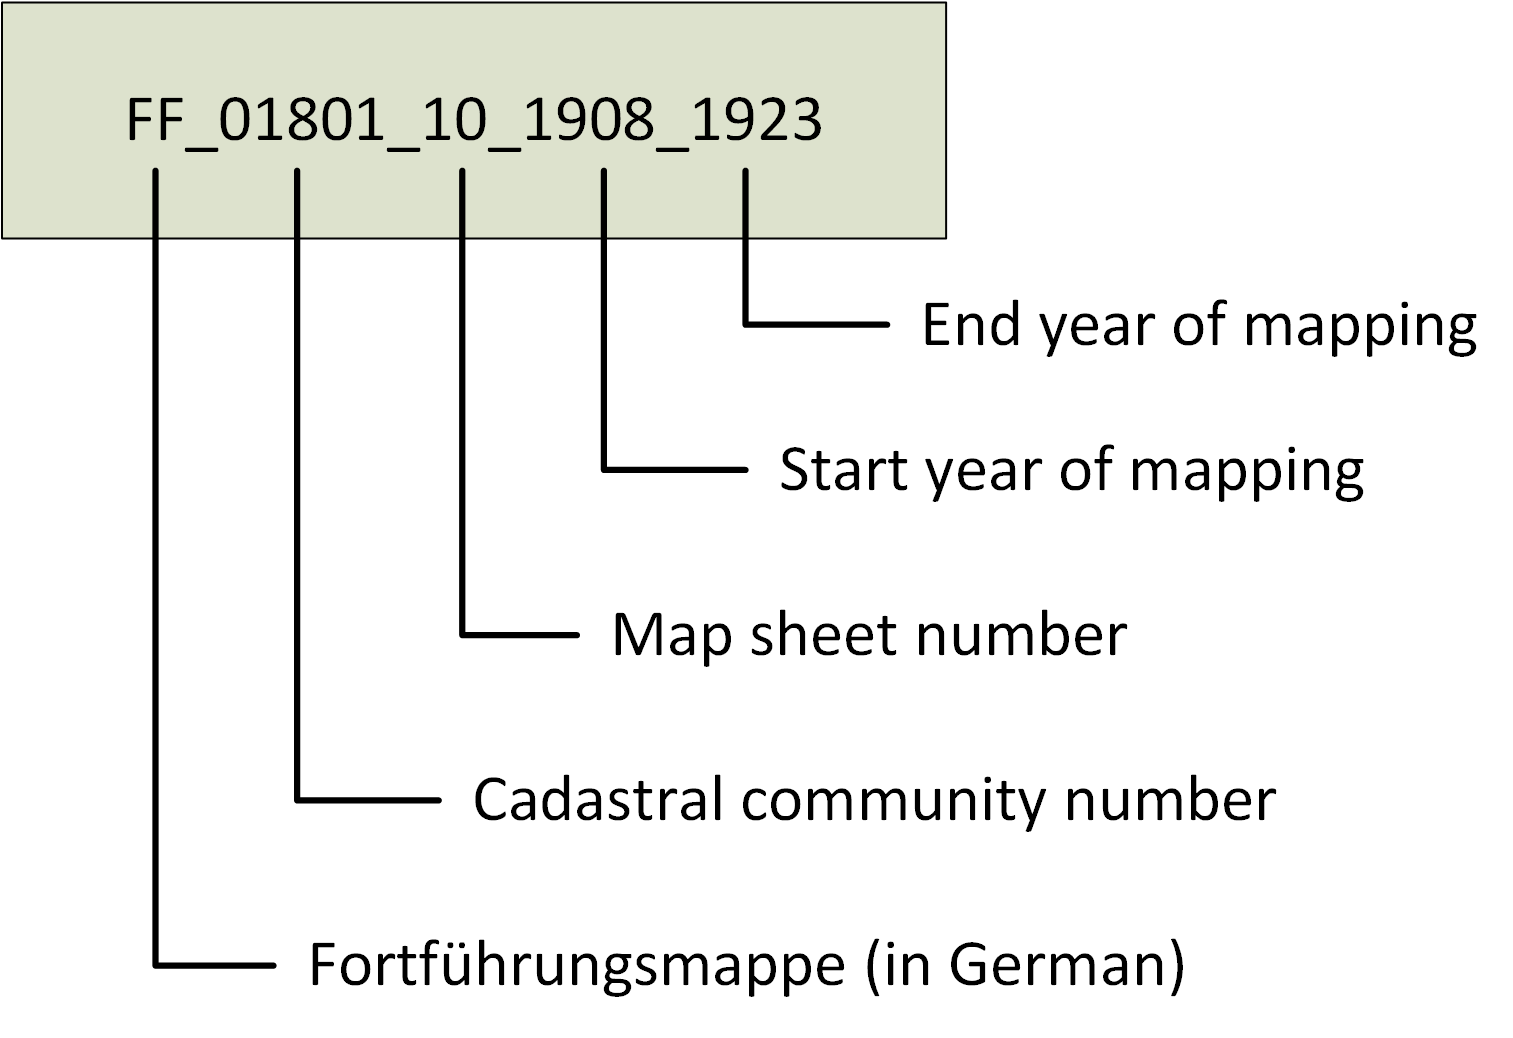 FF_01801_10_1908_1923
End year of mapping
Start year of mapping
Map sheet number
Cadastral community number
Fortführungsmappe (in German)